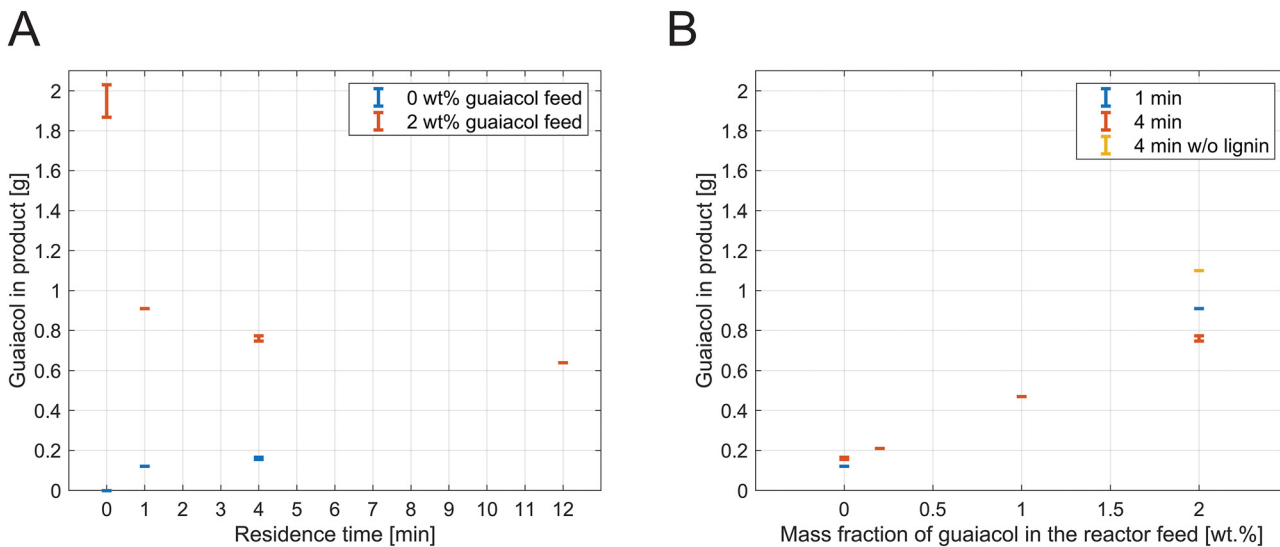 A
Guaiacol in product [g]
2
1.8
1.6
1.4
1.2
1
0.8
0.6
0.4
0.2
0
0 wt% guaiacol feed
2 wt% guaiacol feed
0 1 2 3 4 5 6 7 8 9 10 11 12
Residence time [min]
B
Guaiacol in product [g]
2
1.8
1.6
1.4
1.2
1
0.8
0.6
0.4
0.2
0
1 min
4 min
4 min w/o lignin
0 0.5 1 1.5 2
Mass fraction of guaiacol in the reactor feed [wt.%]